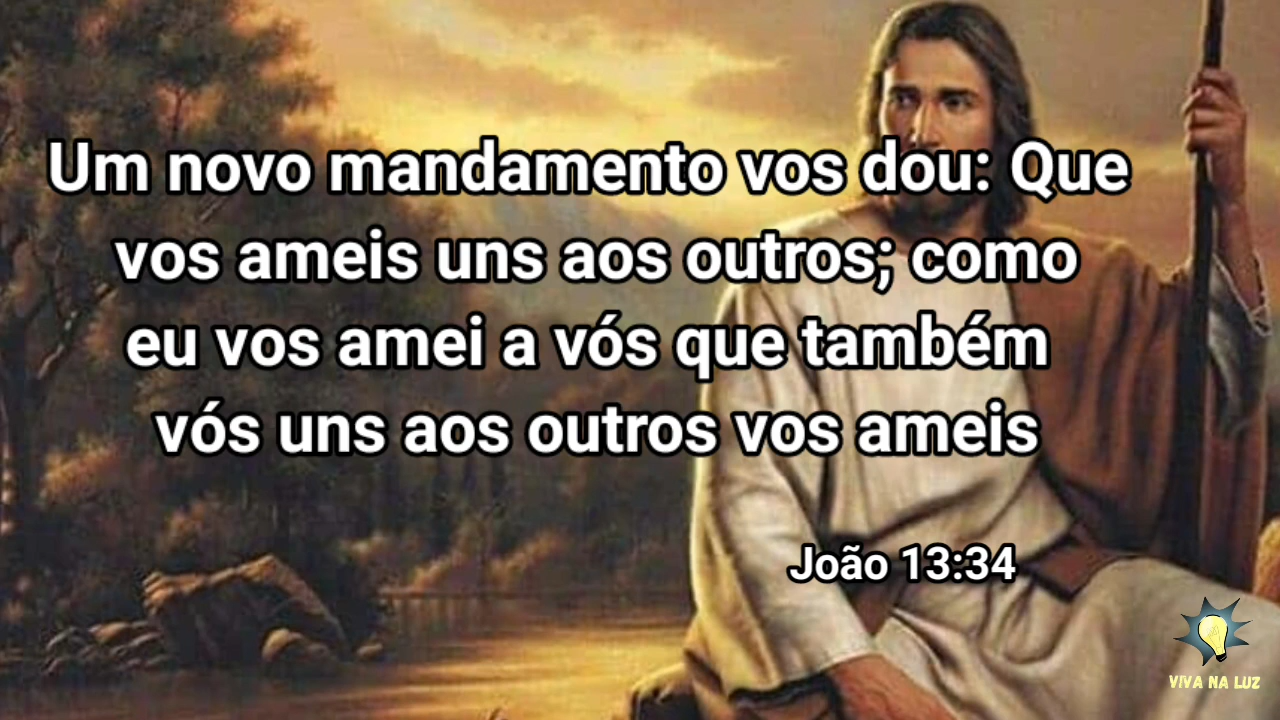 Um novo mandamento vos dou: Que
vos ameis uns aos outros; como
eu vos amei a vós que também
vós uns aos outros vos ameis
João 13:34
VIVA NA LUZ